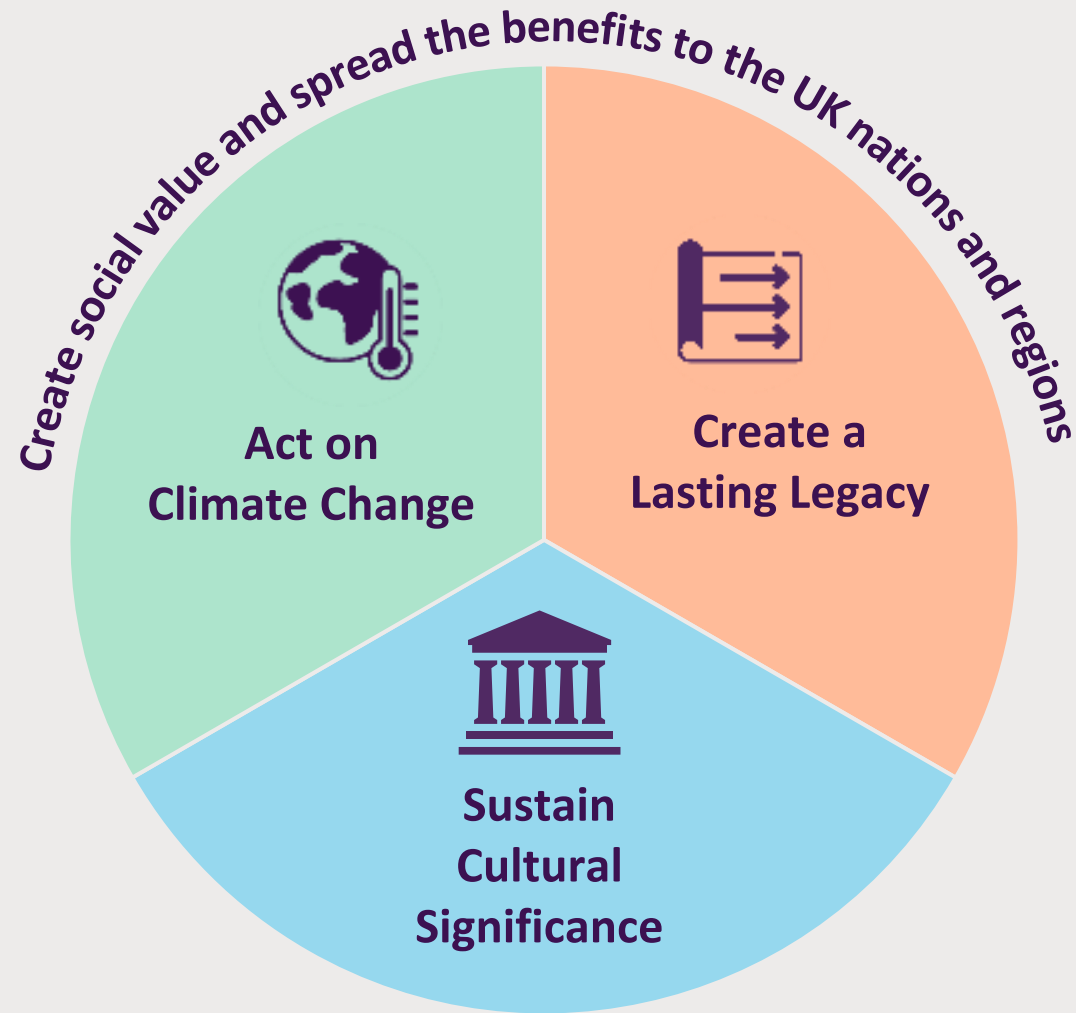 Create social value and spread the benefits to the UK nations and regions
Act on
Climate Change
Create a
Lasting Legacy
Sustain
Cultural
Significance